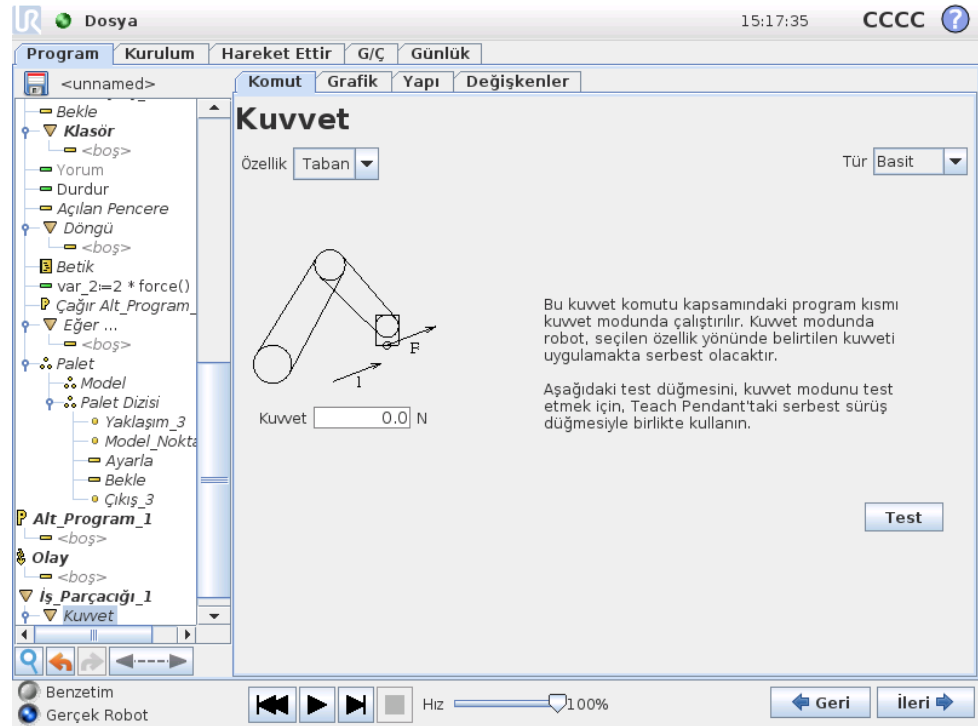 UR Dosya 15:17:35 CCCC ?
Program Kurulum Hareket Ettir G/Ç Günlük
<unnamed>
Komut Grafik Yapı Değişkenler
Bekle
Klasör
<boş>
Yorum
Durdur
Açılan Pencere
Döngü
<boş>
Betik
var_2≔2 * force()
Çağır Alt_Program_
Eğer ...
<boş>
Palet
Model
Palet Dizisi
Yaklaşım_3
Model_Nokta
Ayarla
Bekle
Çıkış_3
P Alt_Program_1
<boş>
Olay
<boş>
İş_Parçacığı_1
Kuvvet
Kuvvet
Özellik Taban
Tür Basit
F
1
Kuvvet 0.0 N
Bu kuvvet komutu kapsamındaki program kısmı
kuvvet modunda çalıştırılır. Kuvvet modunda
robot, seçilen özellik yönünde belirtilen kuvveti
uygulamakta serbest olacaktır.
Aşağıdaki test düğmesini, kuvvet modunu test
etmek için, Teach Pendant'taki serbest sürüş
düğmesiyle birlikte kullanın.
Test
Benzetim
Gerçek Robot
Hız 100%
Geri İleri